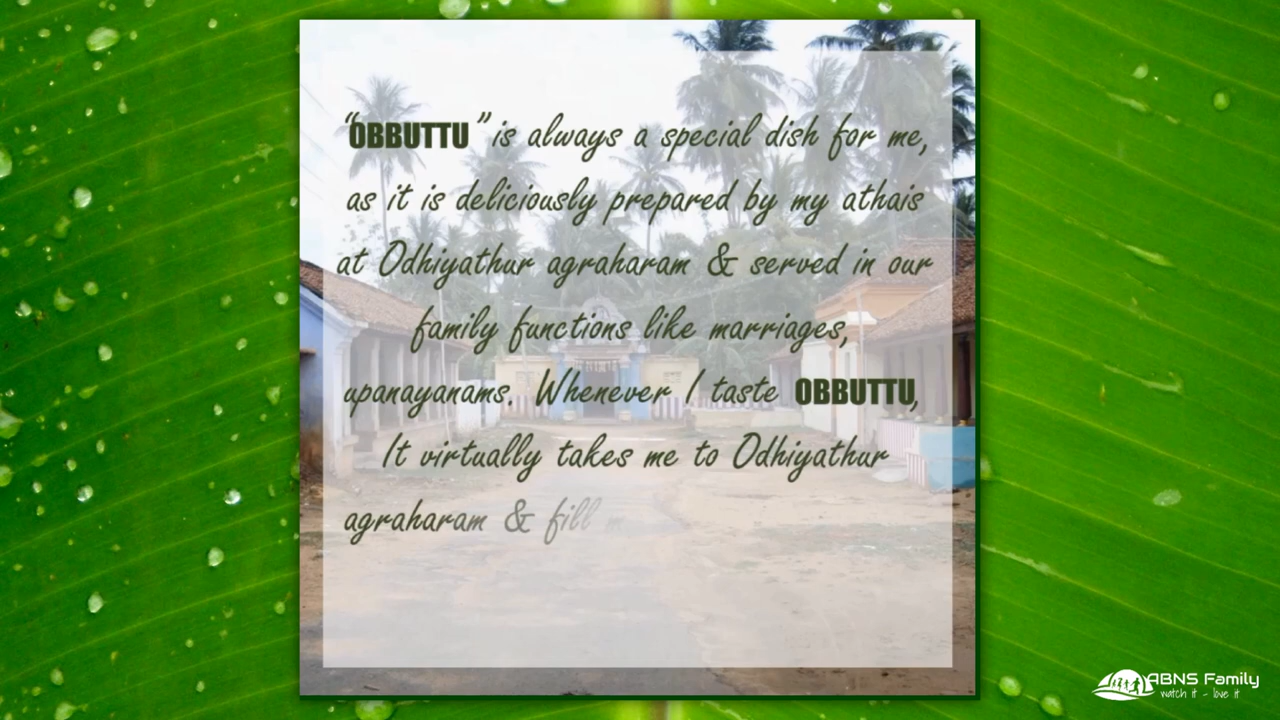 "OBBUTTU" is always a special dish for me,
as it is deliciously prepared by my athais
at Odhiyathur agraharam & served in our
family functions like marriages,
upanayanams. Whenever I taste OBBUTTU,
It virtually takes me to Odhiyathur
agraharam & fill m
ABNS Family
watch it - love it